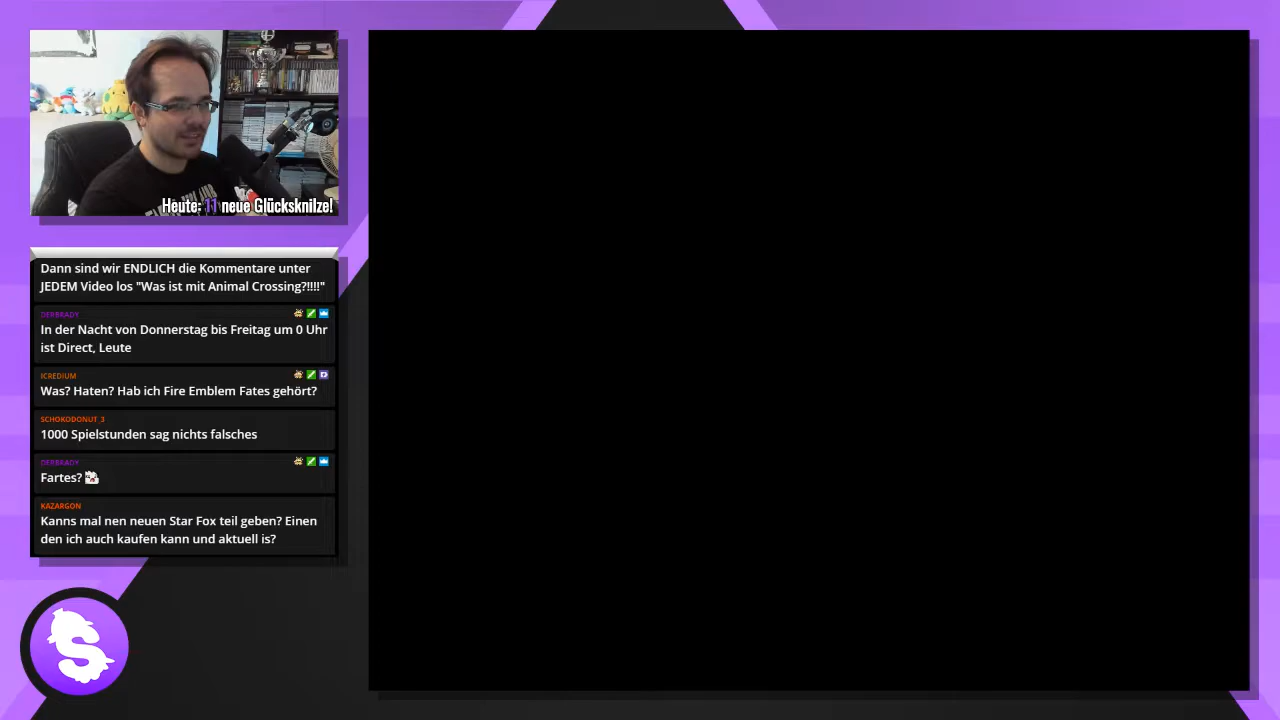 Heute: 11 neue Glücksknilze!
Dann sind wir ENDLICH die Kommentare unter
JEDEM Video los "Was ist mit Animal Crossing?!!!!"
DERBRADY
In der Nacht von Donnerstag bis Freitag um 0 Uhr
ist Direct, Leute
ICREDIUM
Was? Haten? Hab ich Fire Emblem Fates gehört?
SCHOKODONUT_3
1000 Spielstunden sag nichts falsches
DERBRADY
Fartes?
KAZARGON
Kanns mal nen neuen Star Fox teil geben? Einen
den ich auch kaufen kann und aktuell is?
S